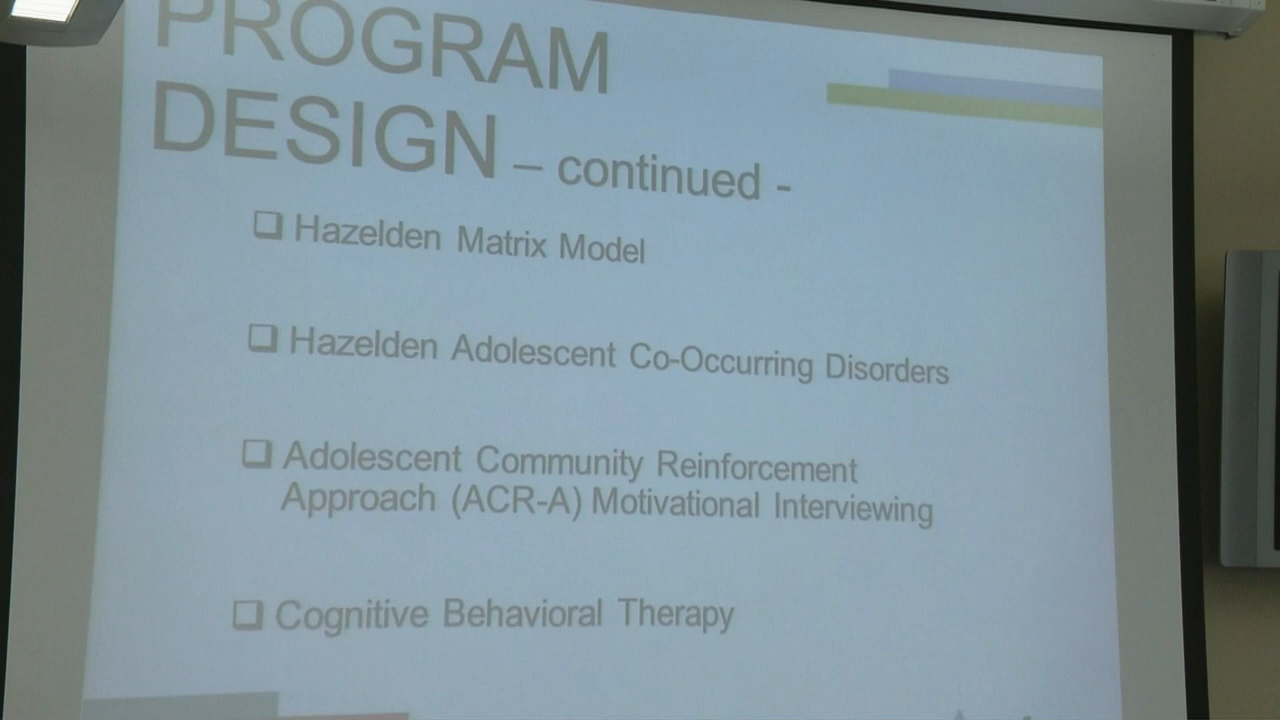 PROGRAM
DESIGN – continued -
❑ Hazelden Matrix Model
❑ Hazelden Adolescent Co-Occurring Disorders
❑ Adolescent Community Reinforcement
Approach (ACR-A) Motivational Interviewing
❑ Cognitive Behavioral Therapy